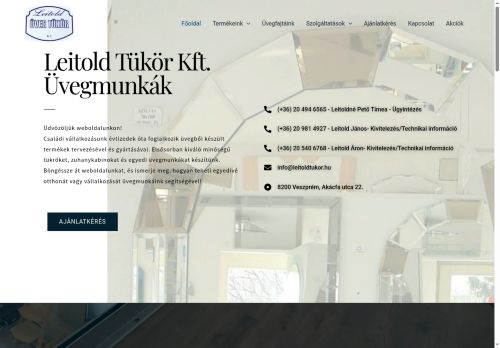 Leitold
ÜVEG TÜKÖR
Kft.
Főoldal Termékeink Üvegfajtáink Szolgáltatások Ajánlatkérés Kapcsolat Akciók
Leitold Tükör Kft.
Üvegmunkák
Üdvözöljük weboldalunkon!
Családi vállalkozásunk évtizedek óta foglalkozik üvegből készült
termékek tervezésével és gyártásával. Elsősorban kiváló minőségű
tükröket, zuhanykabinokat és egyedi üvegmunkákat készítünk.
Böngéssze át weboldalunkat, és ismerje meg, hogyan teheti egyedivé
otthonát vagy vállalkozását üvegmunkáink segítségével!
AJÁNLATKÉRÉS
(+36) 20 494 6565 - Leitoldné Pető Tímea - Ügyintézés
(+36) 20 981 4927 - Leitold János- Kivitelezés/Technikai információ
(+36) 20 540 6768 - Leitold Áron- Kivitelezés/Technikai információ
info@leitoldtukor.hu
8200 Veszprém, Akácfa utca 22.